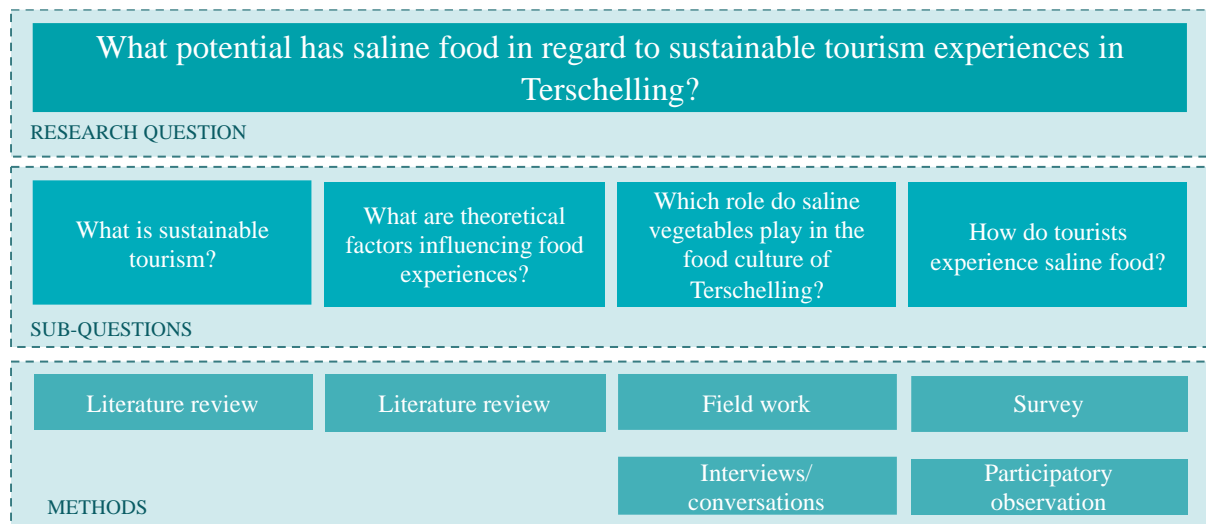 What potential has saline food in regard to sustainable tourism experiences in
Terschelling?
RESEARCH QUESTION
What is sustainable
tourism?
What are theoretical
factors influencing food
experiences?
Which role do saline
vegetables play in the
food culture of
Terschelling?
How do tourists
experience saline food?
SUB-QUESTIONS
Literature review
Literature review
Field work
Survey
Interviews/
conversations
Participatory
observation
METHODS